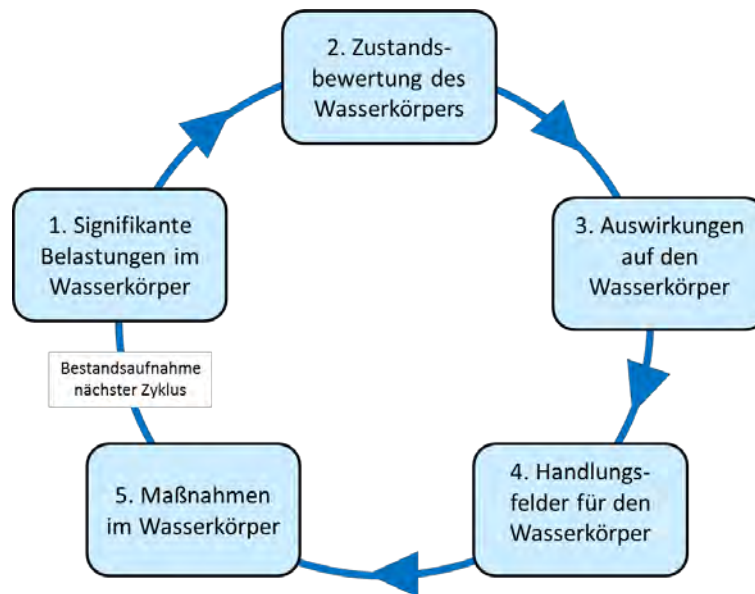 2. Zustands-
bewertung des
Wasserkörpers
1. Signifikante
Belastungen im
Wasserkörper
3. Auswirkungen
auf den
Wasserkörper
Bestandsaufnahme
nächster Zyklus
5. Maßnahmen
im Wasserkörper
4. Handlungs-
felder für den
Wasserkörper